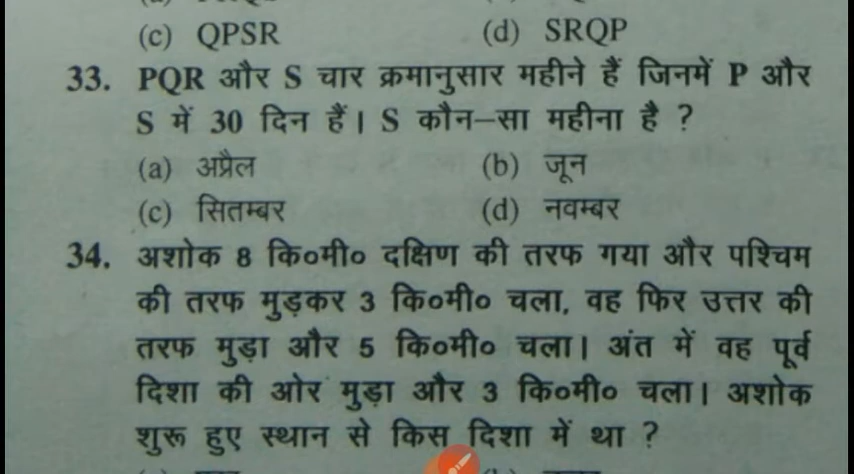 (c) QPSR (d) SRQP
33. PQR और S चार क्रमानुसार महीने हैं जिनमें P और
S में 30 दिन हैं। S कौन–सा महीना है ?
(a) अप्रैल (b) जून
(c) सितम्बर (d) नवम्बर
34. अशोक 8 कि०मी० दक्षिण की तरफ गया और पश्चिम
की तरफ मुड़कर 3 कि०मी० चला, वह फिर उत्तर की
तरफ मुड़ा और 5 कि०मी० चला। अंत में वह पूर्व
दिशा की ओर मुड़ा और 3 कि०मी० चला। अशोक
शुरू हुए स्थान से किस दिशा में था ?